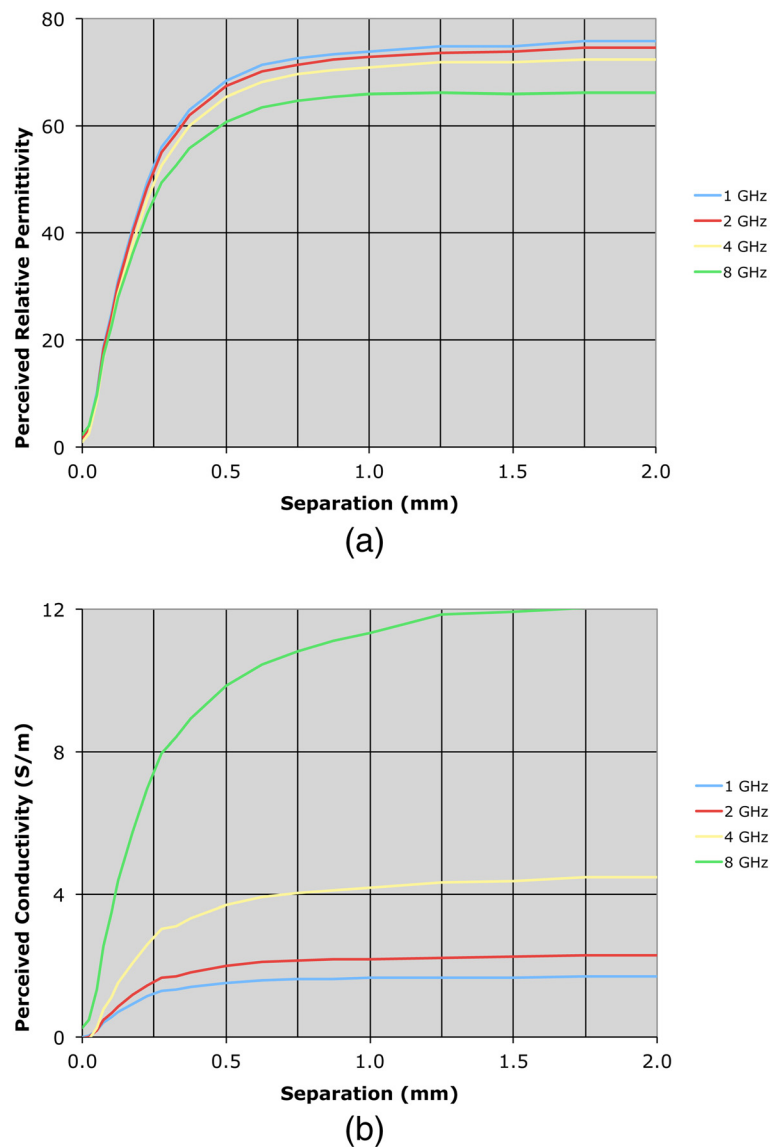 80
60
40
20
0
Perceived Relative Permittivity
0.0 0.5 1.0 1.5 2.0
Separation (mm)
1 GHz
2 GHz
4 GHz
8 GHz
(a)
12
8
4
0
Perceived Conductivity (S/m)
0.0 0.5 1.0 1.5 2.0
Separation (mm)
1 GHz
2 GHz
4 GHz
8 GHz
(b)